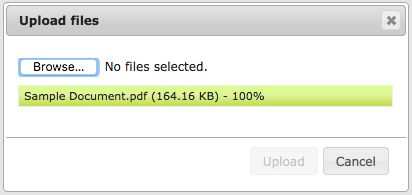 Upload files
Browse... No files selected.
Sample Document.pdf (164.16 KB) - 100%
Upload Cancel